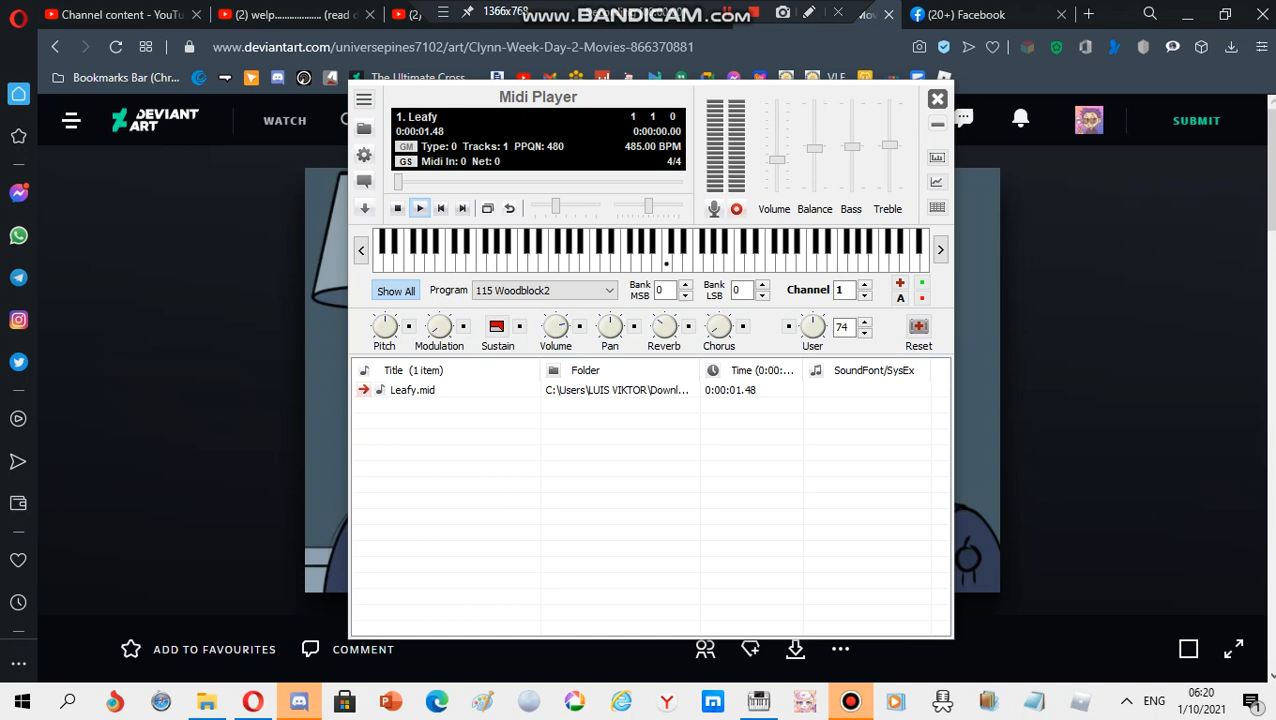 Channel content - YouTu
(2) welp................ (read d
(2)
1366x768
www.BANDICAM.com
(20+) Facebook
www.deviantart.com/universepines7102/art/Clynn-Week-Day-2-Movies-866370881
Bookmarks Bar (Chr...
The Ultimate Cross
VLF
DEVIANT ART
WATCH
SUBMIT
Midi Player
1. Leafy 1 1 0
0:00:01.48 0:00:00.00
GM Type: 0 Tracks: 1 PPQN: 480 485.00 BPM
GS Midi In: 0 Net: 0 4/4
Volume Balance Bass Treble
Show All Program 115 Woodblock2 Bank MSB 0 Bank LSB 0 Channel 1 A
74
Pitch Modulation Sustain Volume Pan Reverb Chorus User Reset
Title (1 item) Folder Time (0:00:... SoundFont/SysEx
Leafy.mid C:\Users\LUIS VIKTOR\Downl... 0:00:01.48
ADD TO FAVOURITES COMMENT
ENG
06:20
1/10/2021